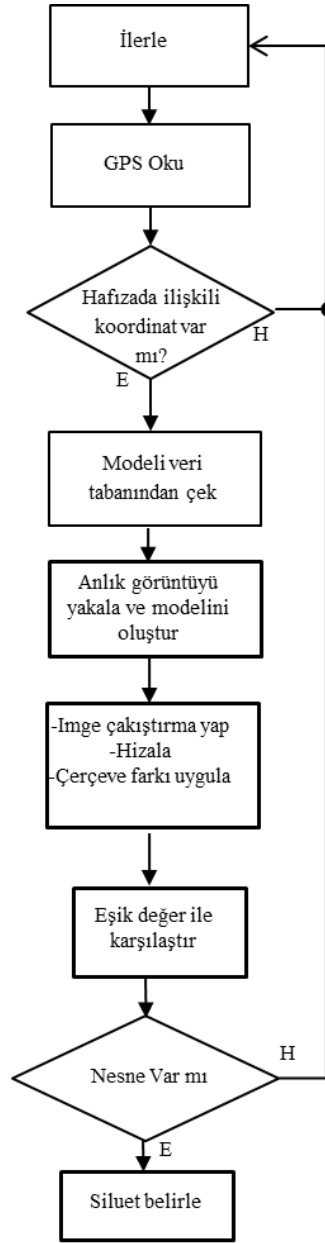 İlerle
GPS Oku
Hafızada ilişkili
koordinat var
mı?
H
E
Modeli veri
tabanından çek
Anlık görüntüyü
yakala ve modelini
oluştur
-Imge çakıştırma yap
-Hizala
-Çerçeve farkı uygula
Eşik değer ile
karşılaştır
Nesne Var mı
H
E
Siluet belirle